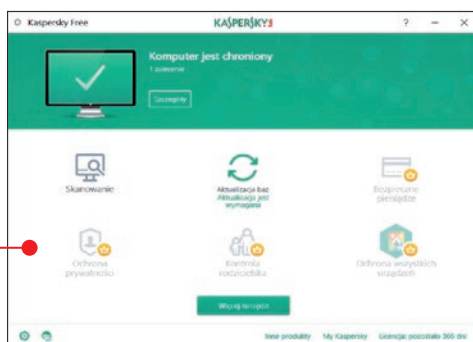 Kaspersky Free
KASPERSKY
Komputer jest chroniony
1 zalecenie
Szczegóły
Skanowanie
Aktualizacja baz
Aktualizacja jest
wymagana
Bezpieczne
pieniądze
Ochrona
prywatności
Kontrola
rodzicielska
Ochrona wszystkich
urządzeń
Więcej narzędzi
Inne produkty
My Kaspersky
Licencja: pozostało 366 dni